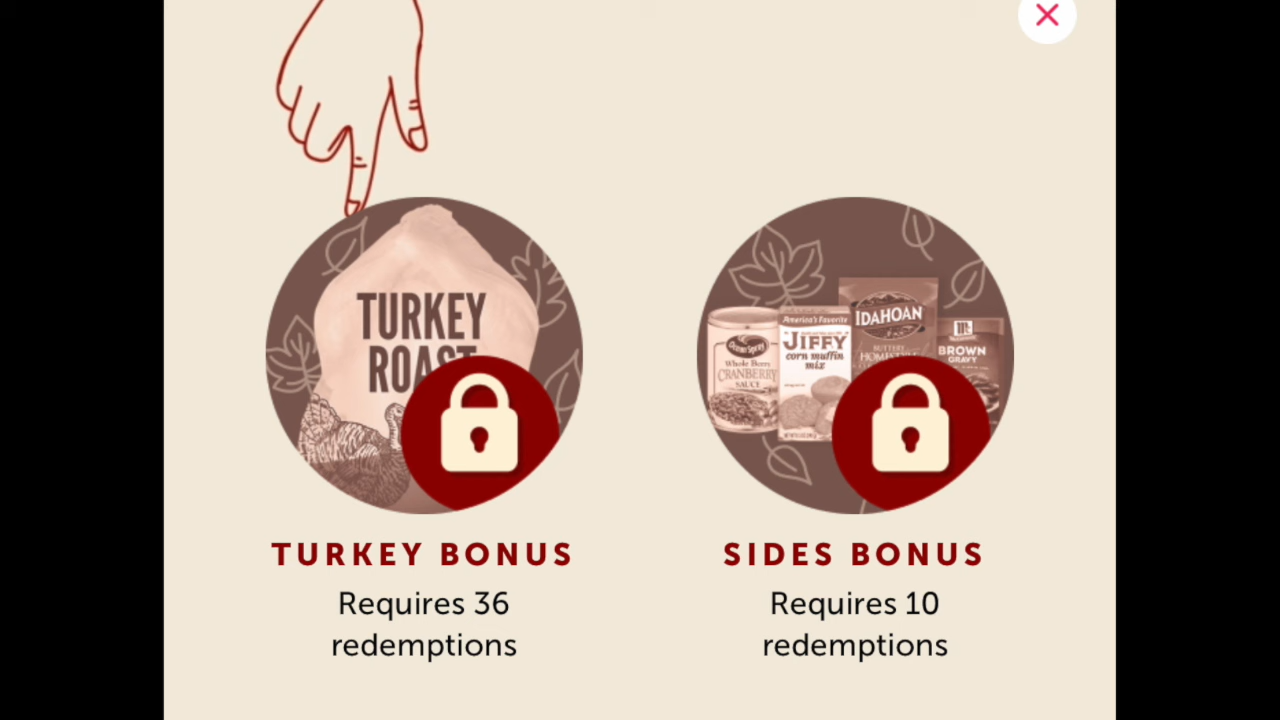 TURKEY
ROAST
Ocean Spray
Whole Berry
CRANBERRY
SAUCE
America's Favorite
JIFFY
corn muffin
mix
IDAHOAN
BUTTERY
HOMESTYLE
BROWN
GRAVY
TURKEY BONUS
SIDES BONUS
Requires 36
redemptions
Requires 10
redemptions